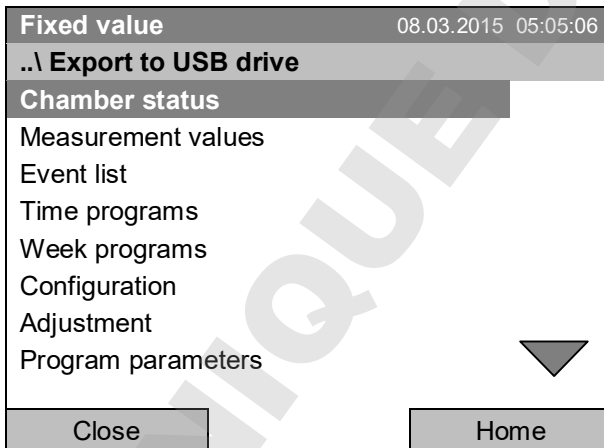 Fixed value 08.03.2015 05:05:06
..\ Export to USB drive
Chamber status
Measurement values
Event list
Time programs
Week programs
Configuration
Adjustment
Program parameters
Close Home